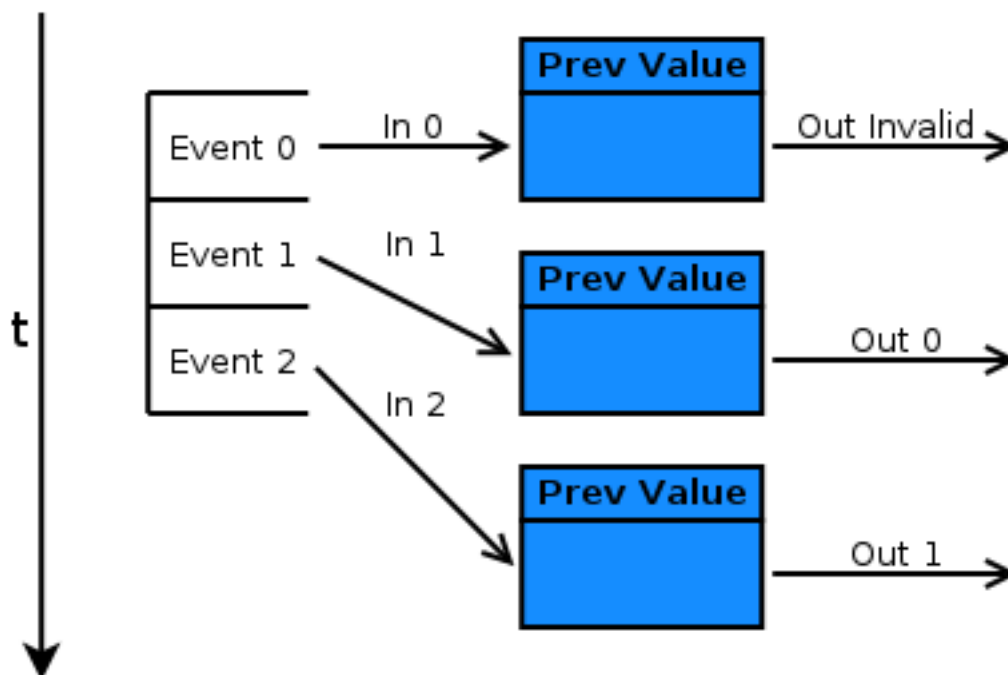 Prev Value
Event 0
In 0
Out Invalid
Event 1
In 1
Prev Value
t
Event 2
In 2
Out 0
Prev Value
Out 1